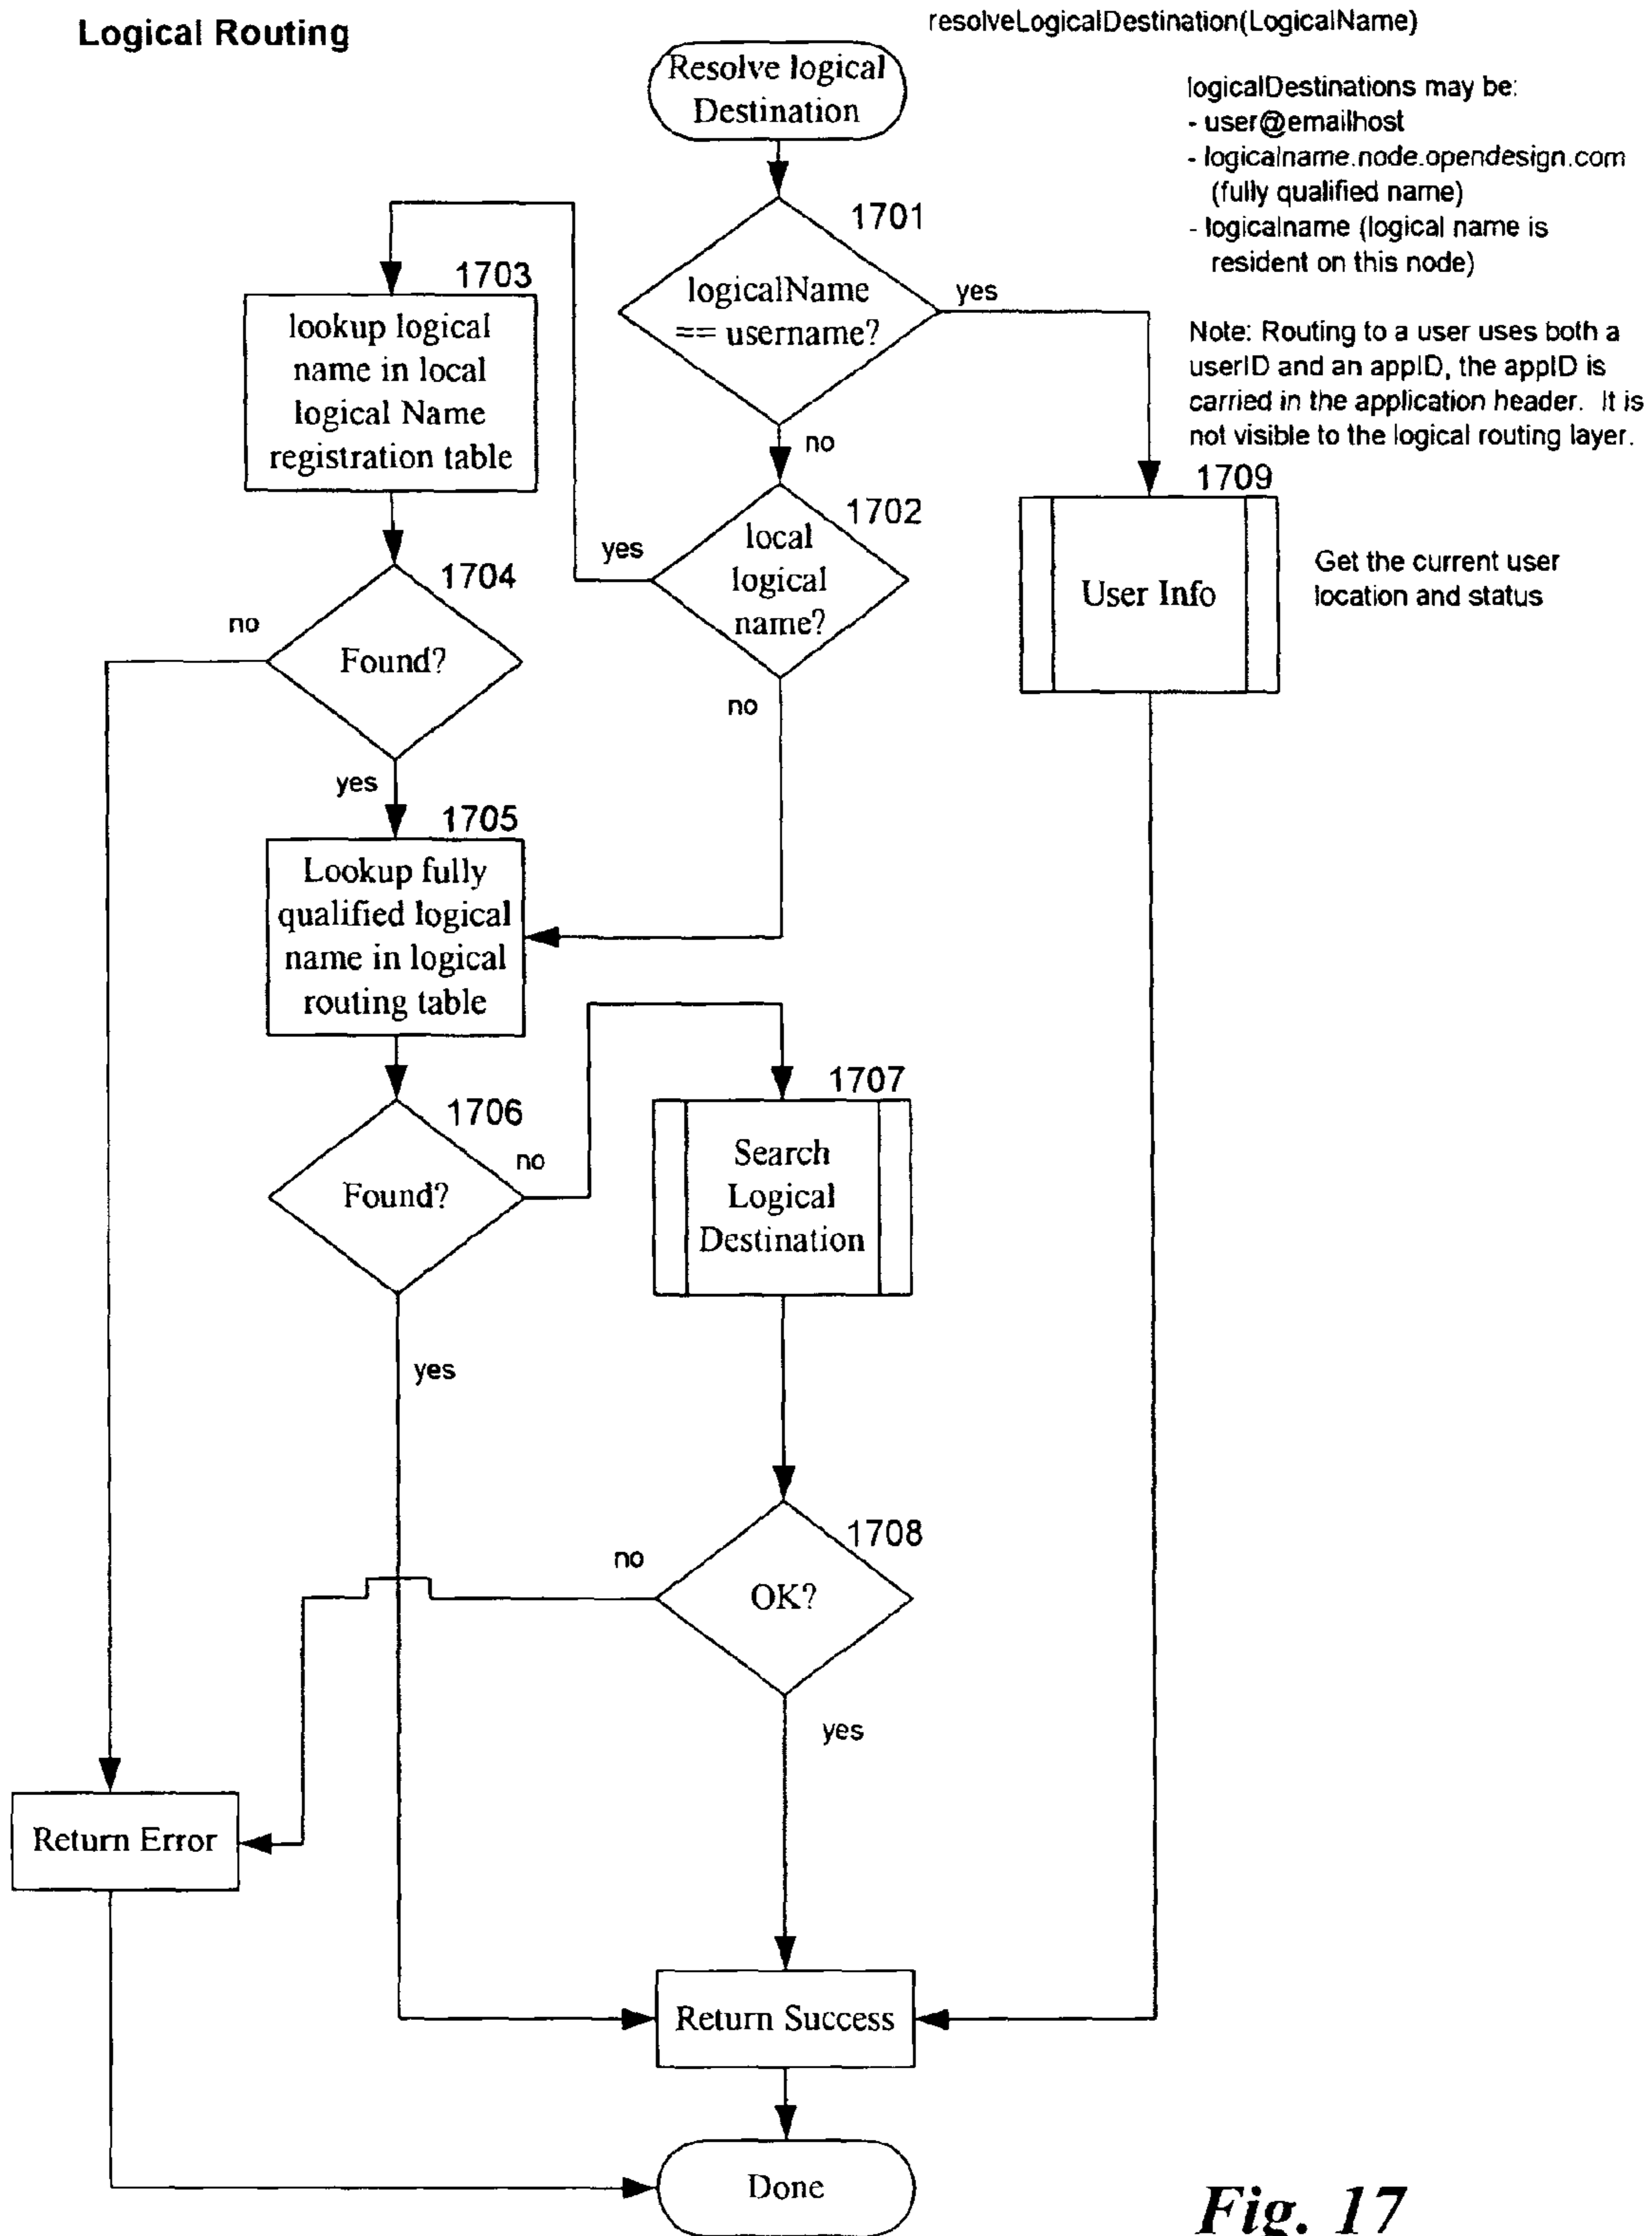 Logical Routing
resolveLogicalDestination(LogicalName)
Resolve logical
Destination
logicalDestinations may be:
- user@emailhost
- logicalname.node.opendesign.com
(fully qualified name)
- logicalname (logical name is
resident on this node)
Note: Routing to a user uses both a
userID and an appID, the appID is
carried in the application header. It is
not visible to the logical routing layer.
1701
logicalName
== username?
yes
no
1703
lookup logical
name in local
logical Name
registration table
1702
local
logical
name?
yes
no
1709
User Info
Get the current user
location and status
1704
Found?
no
yes
1705
Lookup fully
qualified logical
name in logical
routing table
1706
Found?
no
yes
1707
Search
Logical
Destination
1708
OK?
no
yes
Return Error
Return Success
Done
Fig. 17